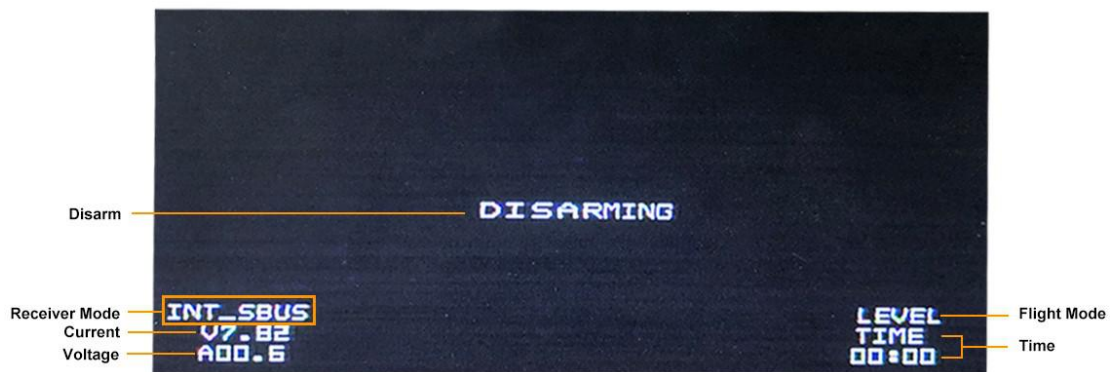 Disarm
DISARMING
Receiver Mode
INT_SBUS
LEVEL
Flight Mode
Current
V7.82
TIME
Time
Voltage
A00.6
00:00